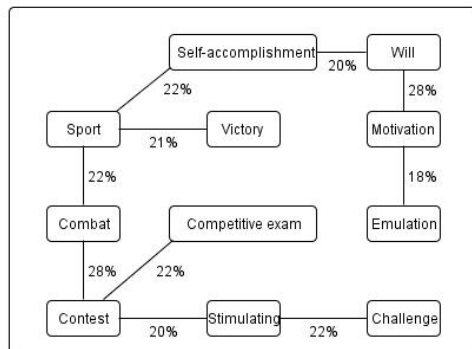 Self-accomplishment
20%
Will
22%
28%
Sport
21%
Victory
Motivation
22%
18%
Combat
Competitive exam
Emulation
28%
22%
Contest
20%
Stimulating
22%
Challenge